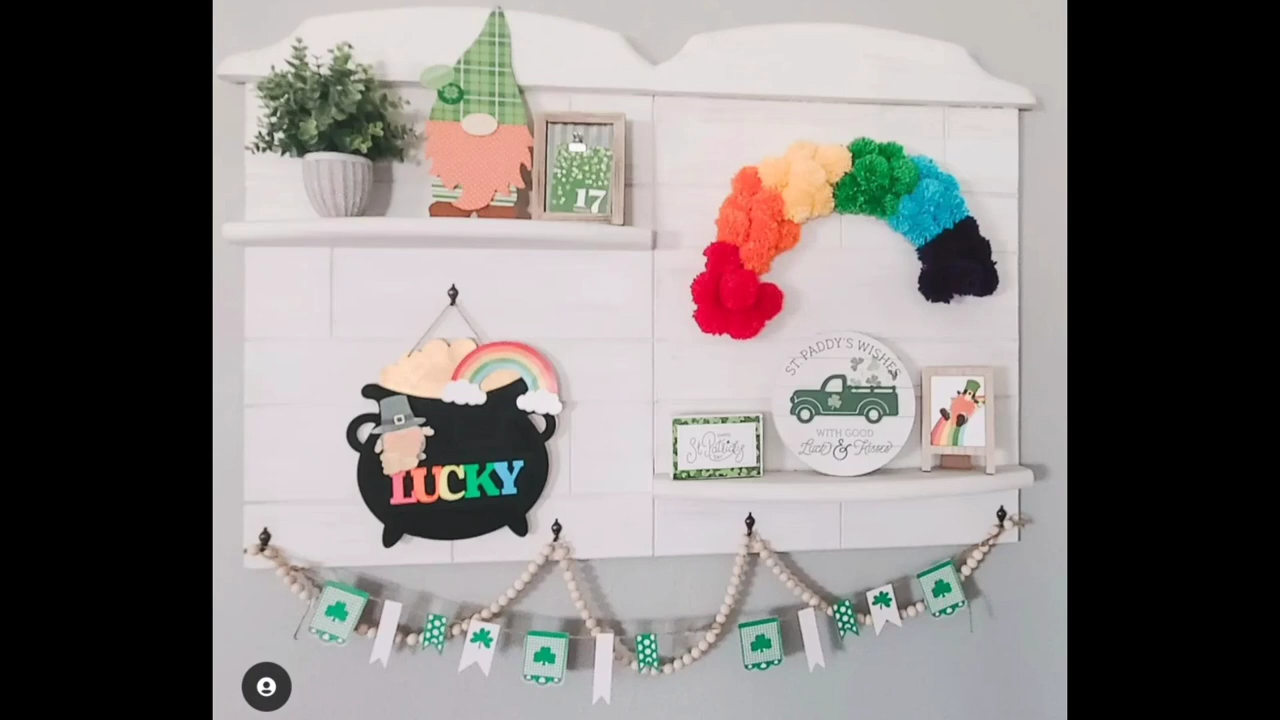 17
LUCKY
ST. PADDY'S WISHES
WITH GOOD
Luck & Kisses
St. Patrick's